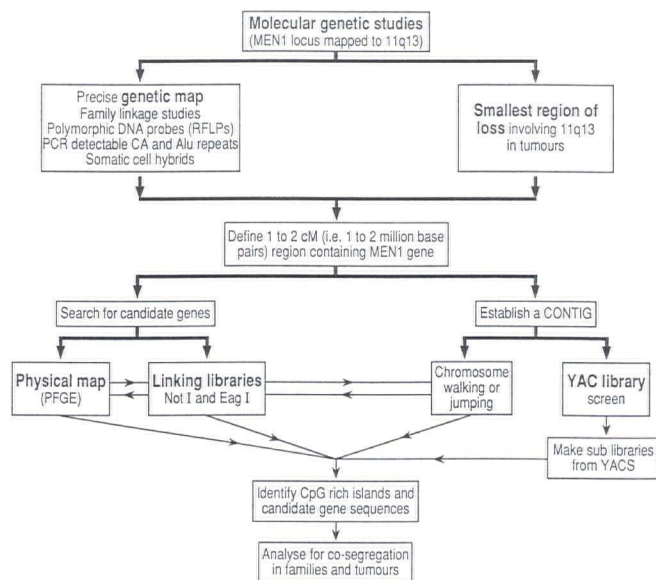 Molecular genetic studies
(MEN1 locus mapped to 11q13)
Precise genetic map
Family linkage studies
Polymorphic DNA probes (RFLPs)
PCR detectable CA and Alu repeats
Somatic cell hybrids
Smallest region of
loss involving 11q13
in tumours
Define 1 to 2 cM (i.e. 1 to 2 million base
pairs) region containing MEN1 gene
Search for candidate genes
Establish a CONTIG
Physical map
(PFGE)
Linking libraries
Not I and Eag I
Chromosome
walking or
jumping
YAC library
screen
Make sub libraries
from YACS
Identify CpG rich islands and
candidate gene sequences
Analyse for co-segregation
in families and tumours